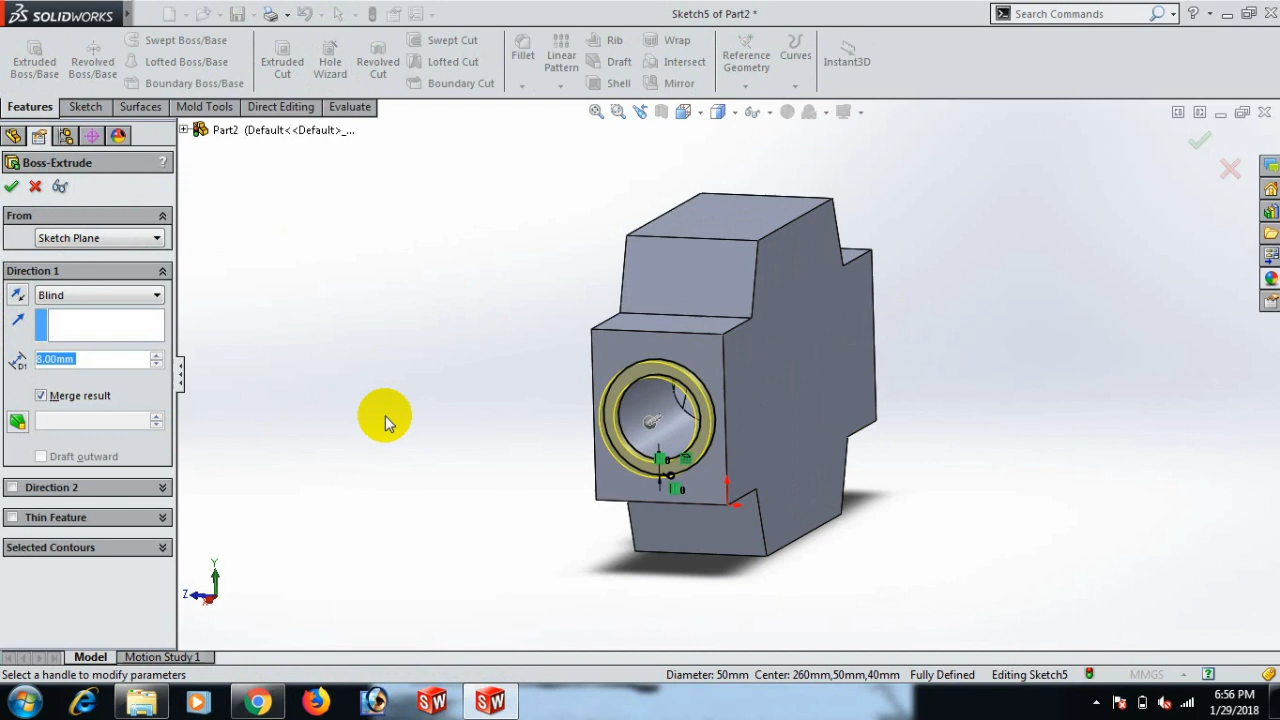 SOLIDWORKS
Sketch5 of Part2 *
Search Commands
Extruded
Boss/Base
Revolved
Boss/Base
Swept Boss/Base
Lofted Boss/Base
Boundary Boss/Base
Extruded
Cut
Hole
Wizard
Revolved
Cut
Swept Cut
Lofted Cut
Boundary Cut
Fillet
Linear
Pattern
Rib
Draft
Shell
Wrap
Intersect
Mirror
Reference
Geometry
Curves
Instant3D
Features
Sketch
Surfaces
Mold Tools
Direct Editing
Evaluate
Part2 (Default<<Default>_...
Boss-Extrude
?
From
Sketch Plane
Direction 1
Blind
D1
8.00mm
Merge result
Draft outward
Direction 2
Thin Feature
Selected Contours
Y
Z
Model
Motion Study1
Select a handle to modify parameters
Diameter: 50mm Center: 260mm,50mm,40mm
Fully Defined
Editing Sketch5
MMGS
6:56 PM
1/29/2018